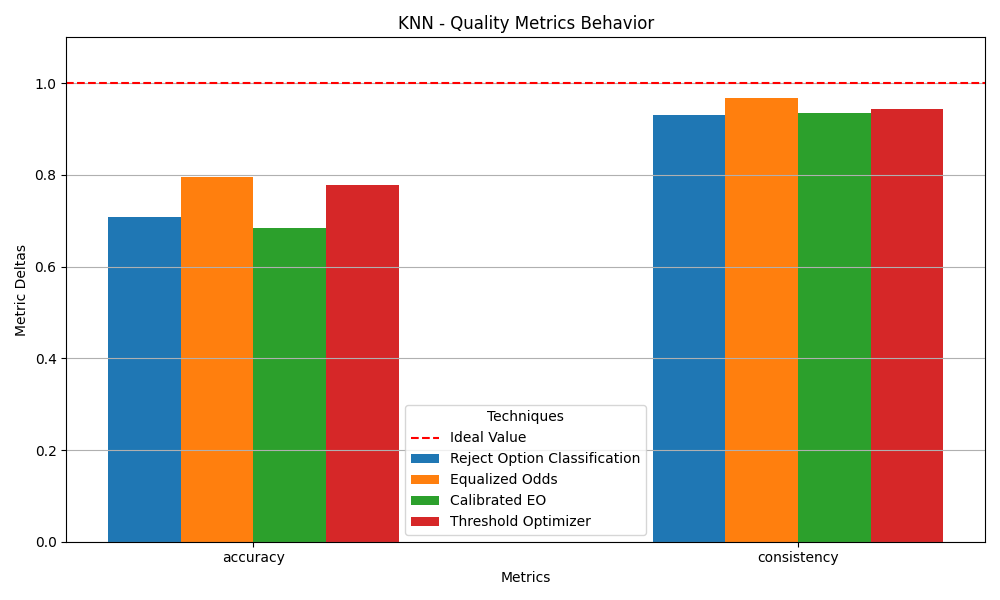 KNN - Quality Metrics Behavior
Metric Deltas
1.0
0.8
0.6
0.4
0.2
0.0
Techniques
Ideal Value
Reject Option Classification
Equalized Odds
Calibrated EO
Threshold Optimizer
accuracy
consistency
Metrics